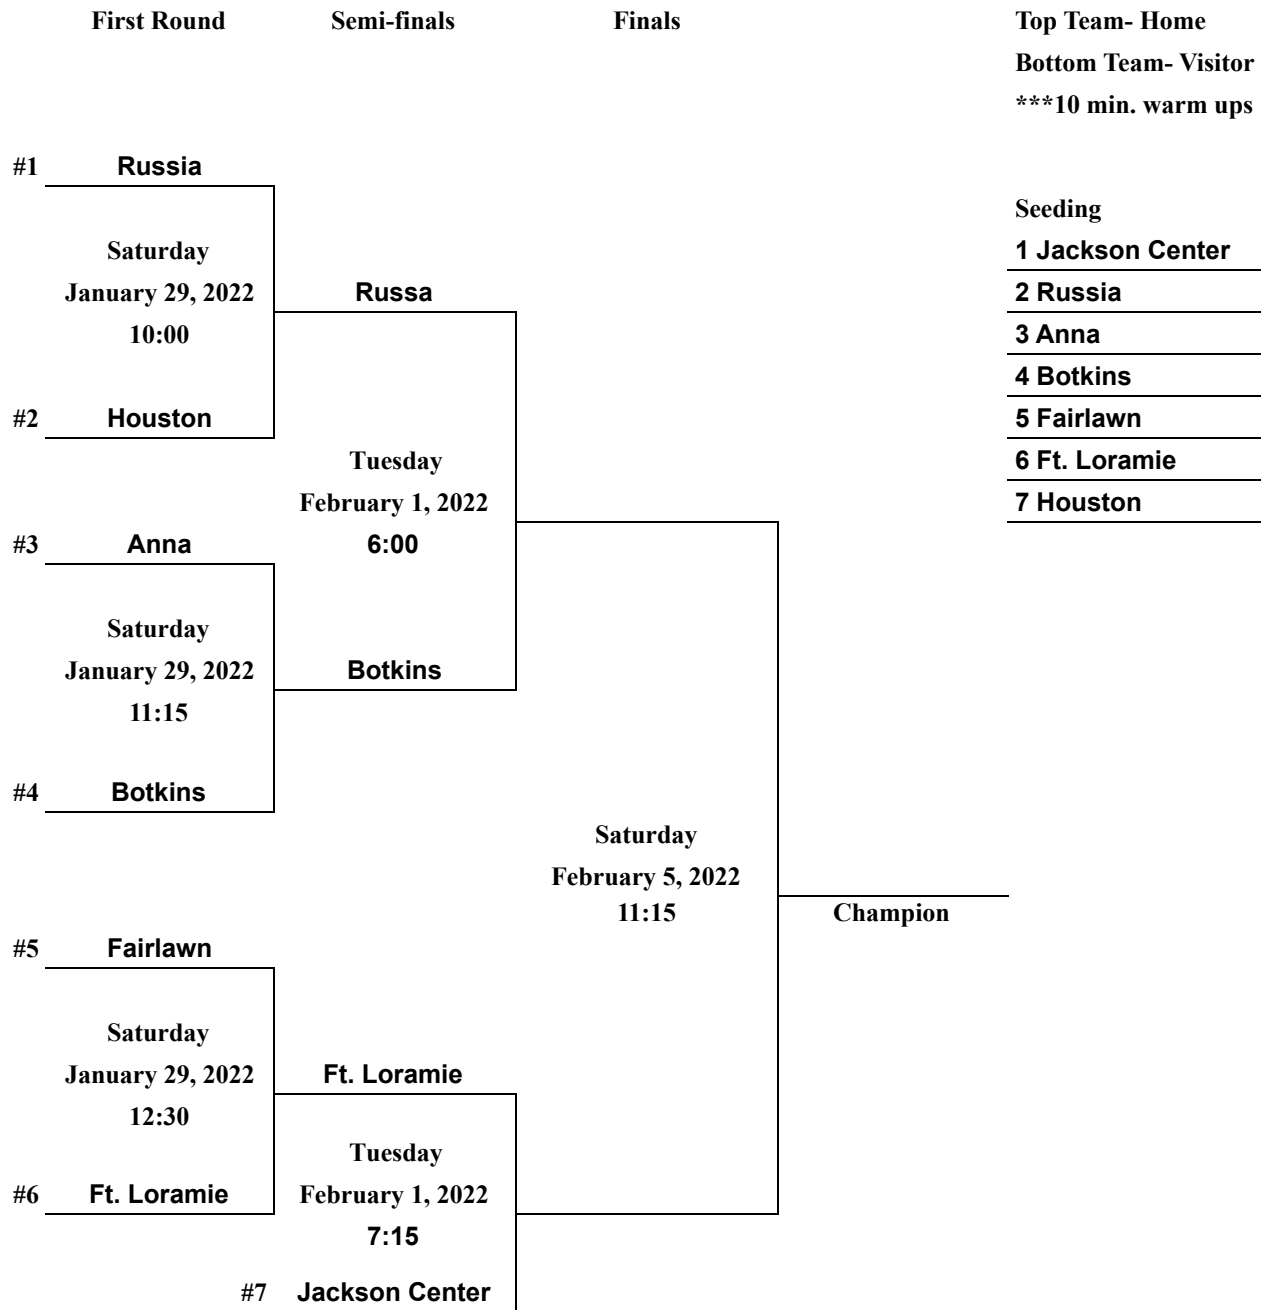 First Round Semi-finals Finals Top Team- Home
Bottom Team- Visitor
***10 min. warm ups
#1 Russia
Seeding
Saturday 1 Jackson Center
January 29, 2022 Russa 2 Russia
10:00 3 Anna
4 Botkins
#2 Houston 5 Fairlawn
Tuesday 6 Ft. Loramie
February 1, 2022 7 Houston
#3 Anna 6:00
Saturday
January 29, 2022 Botkins
11:15
#4 Botkins
Saturday
February 5, 2022
11:15 Champion
#5 Fairlawn
Saturday
January 29, 2022 Ft. Loramie
12:30
Tuesday
#6 Ft. Loramie February 1, 2022
7:15
#7 Jackson Center